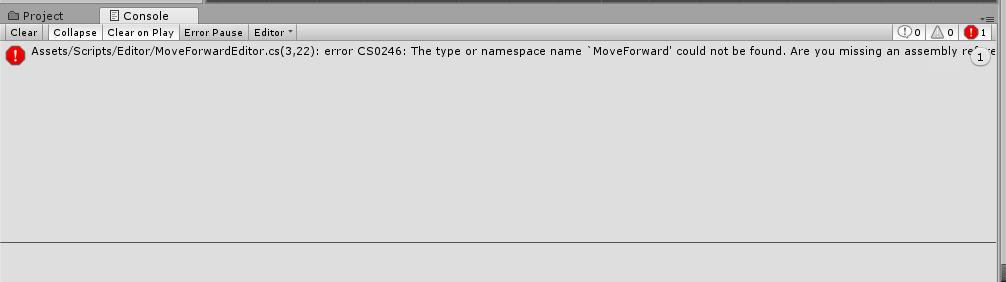 Project Console
Clear Collapse Clear on Play Error Pause Editor 0 0 1
Assets/Scripts/Editor/MoveForwardEditor.cs(3,22): error CS0246: The type or namespace name `MoveForward' could not be found. Are you missing an assembly refere
1